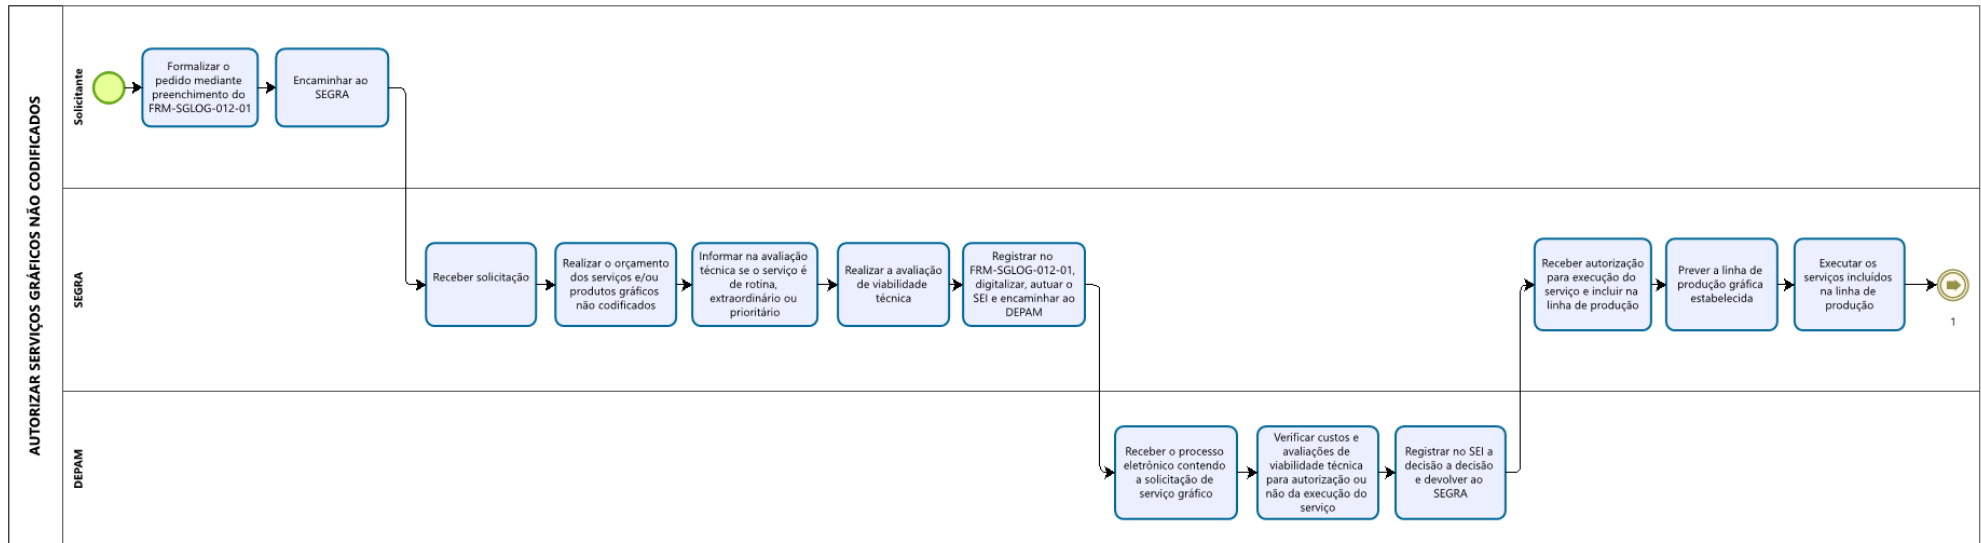 AUTORIZAR SERVIÇOS GRÁFICOS NÃO CODIFICADOS
Solicitante
Formalizar o
pedido mediante
preenchimento do
FRM-SGLOG-012-01
Encaminhar ao
SEGRA
SEGRA
Receber solicitação
Realizar o orçamento
dos serviços e/ou
produtos gráficos
não codificados
Informar na avaliação
técnica se o serviço é
de rotina,
extraordinário ou
prioritário
Realizar a avaliação
de viabilidade
técnica
Registrar no
FRM-SGLOG-012-01,
digitalizar, autuar o
SEI e encaminhar ao
DEPAM
Receber autorização
para execução do
serviço e incluir na
linha de produção
Prever a linha de
produção gráfica
estabelecida
Executar os
serviços incluídos
na linha de
produção
1
DEPAM
Receber o processo
eletrônico contendo
a solicitação de
serviço gráfico
Verificar custos e
avaliações de
viabilidade técnica
para autorização ou
não da execução do
serviço
Registrar no SEI a
decisão a decisão
e devolver ao
SEGRA